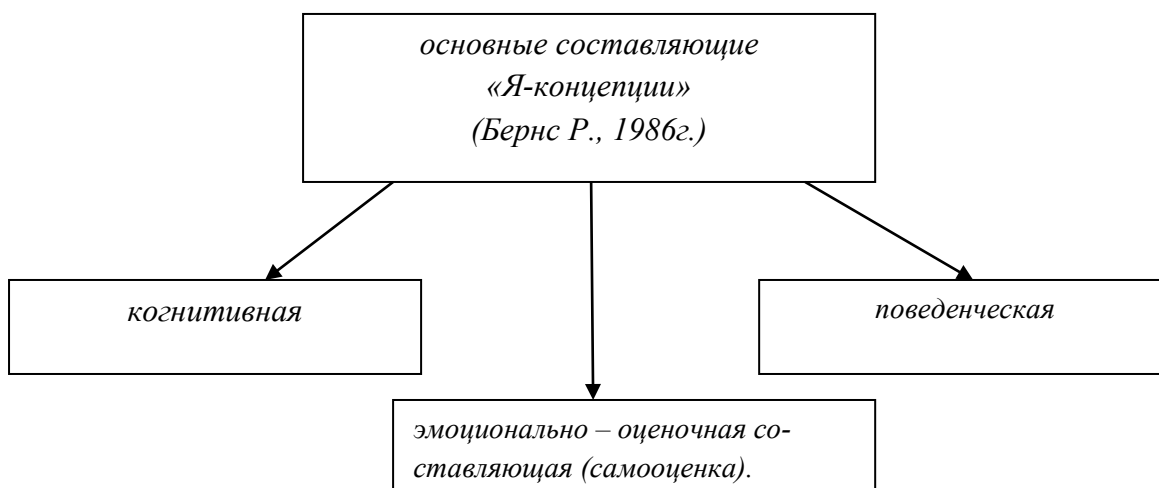 основные составляющие
«Я-концепции»
(Бернс Р., 1986г.)
когнитивная
поведенческая
эмоционально – оценочная со-
ставляющая (самооценка).